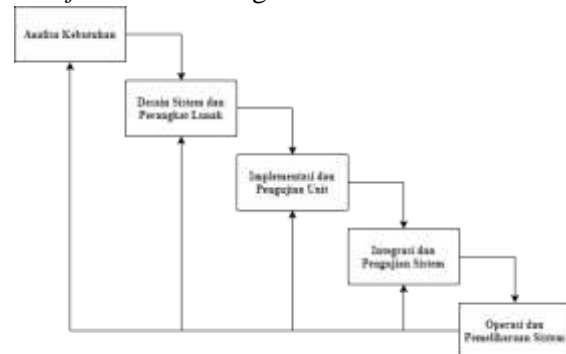 Analisa Kebutuhan
Desain Sistem dan
Perangkat Lunak
Implementasi dan
Pengujian Unit
Integrasi dan
Pengujian Sistem
Operasi dan
Pemeliharaan Sistem